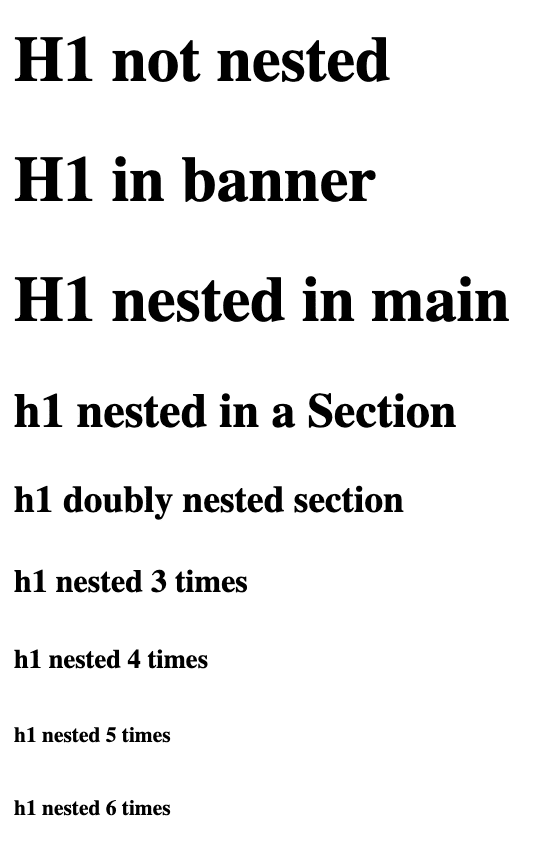 H1 not nested
H1 in banner
H1 nested in main
h1 nested in a Section
h1 doubly nested section
h1 nested 3 times
h1 nested 4 times
h1 nested 5 times
h1 nested 6 times